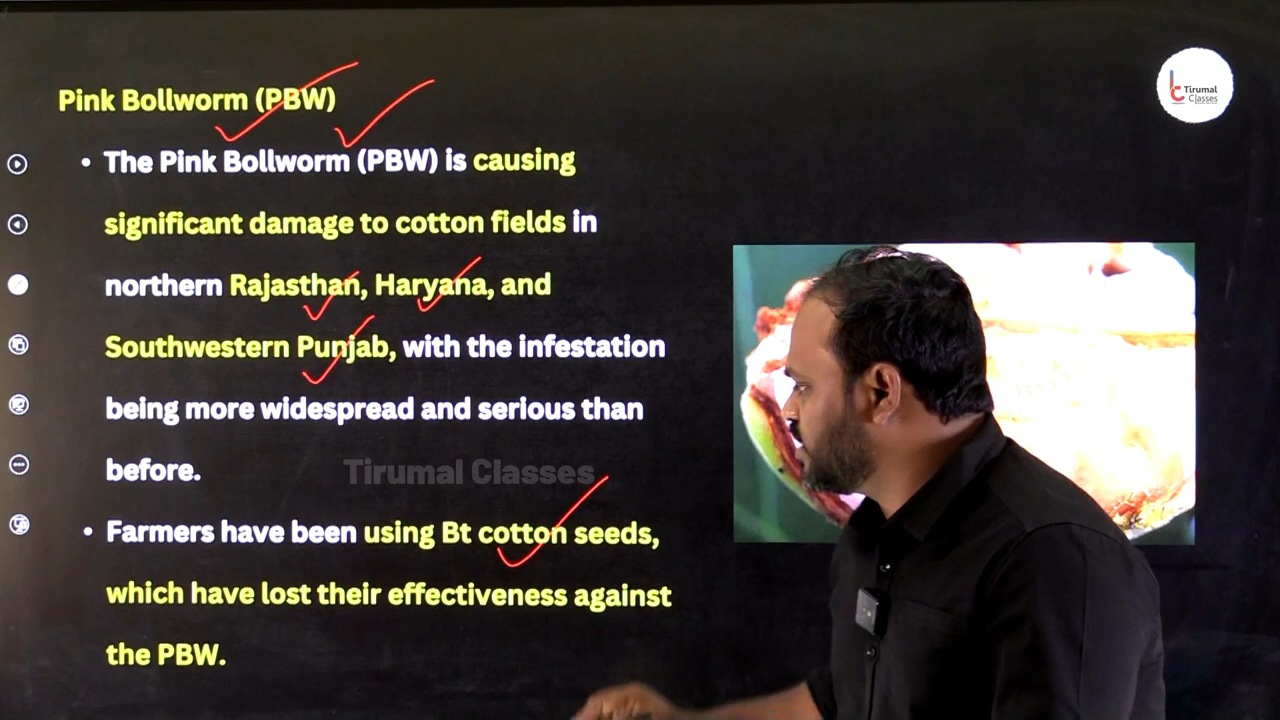 Pink Bollworm (PBW)
Tirumal
Classes
• The Pink Bollworm (PBW) is causing
significant damage to cotton fields in
northern Rajasthan, Haryana, and
Southwestern Punjab, with the infestation
being more widespread and serious than
before.
Tirumal Classes
• Farmers have been using Bt cotton seeds,
which have lost their effectiveness against
the PBW.